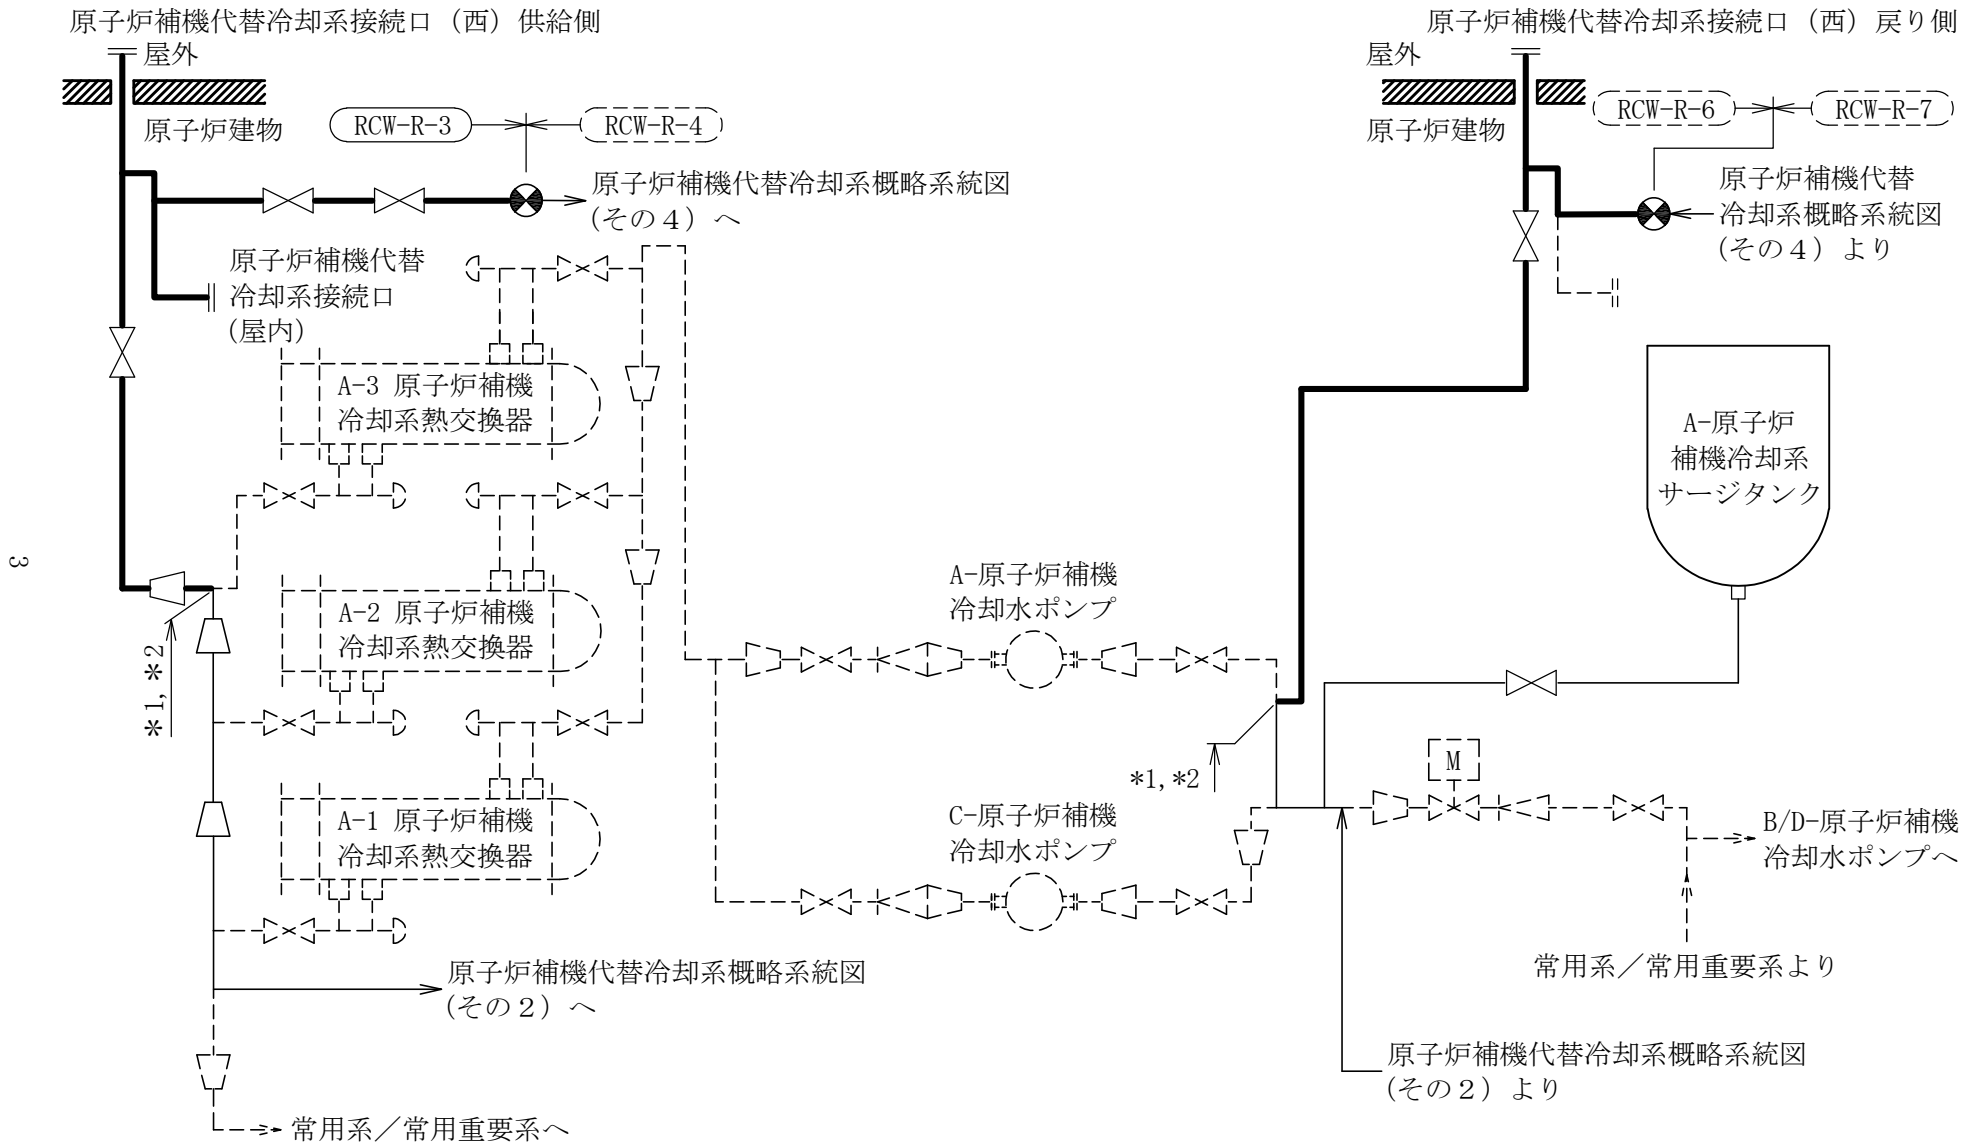 原子炉補機代替冷却系接続口（西）供給側
屋外
原子炉建物
RCW-R-3
RCW-R-4
原子炉補機代替冷却系概略系統図
(その４）へ
原子炉補機代替
冷却系接続口
(屋内)
原子炉補機代替冷却系接続口（西）戻り側
屋外
原子炉建物
RCW-R-6
RCW-R-7
原子炉補機代替
冷却系概略系統図
(その４）より
A-3 原子炉補機
冷却系熱交換器
A-2 原子炉補機
冷却系熱交換器
A-1 原子炉補機
冷却系熱交換器
*1,*2
A-原子炉補機
冷却水ポンプ
C-原子炉補機
冷却水ポンプ
*1,*2
A-原子炉
補機冷却系
サージタンク
M
B/D-原子炉補機
冷却水ポンプへ
常用系／常用重要系より
原子炉補機代替冷却系概略系統図
(その２）へ
原子炉補機代替冷却系概略系統図
(その２）より
常用系／常用重要系へ
3